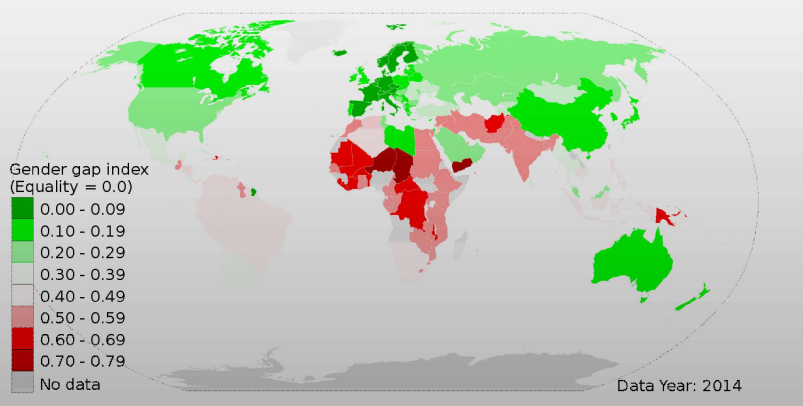 Gender gap index
(Equality = 0.0)
0.00 - 0.09
0.10 - 0.19
0.20 - 0.29
0.30 - 0.39
0.40 - 0.49
0.50 - 0.59
0.60 - 0.69
0.70 - 0.79
No data
Data Year: 2014